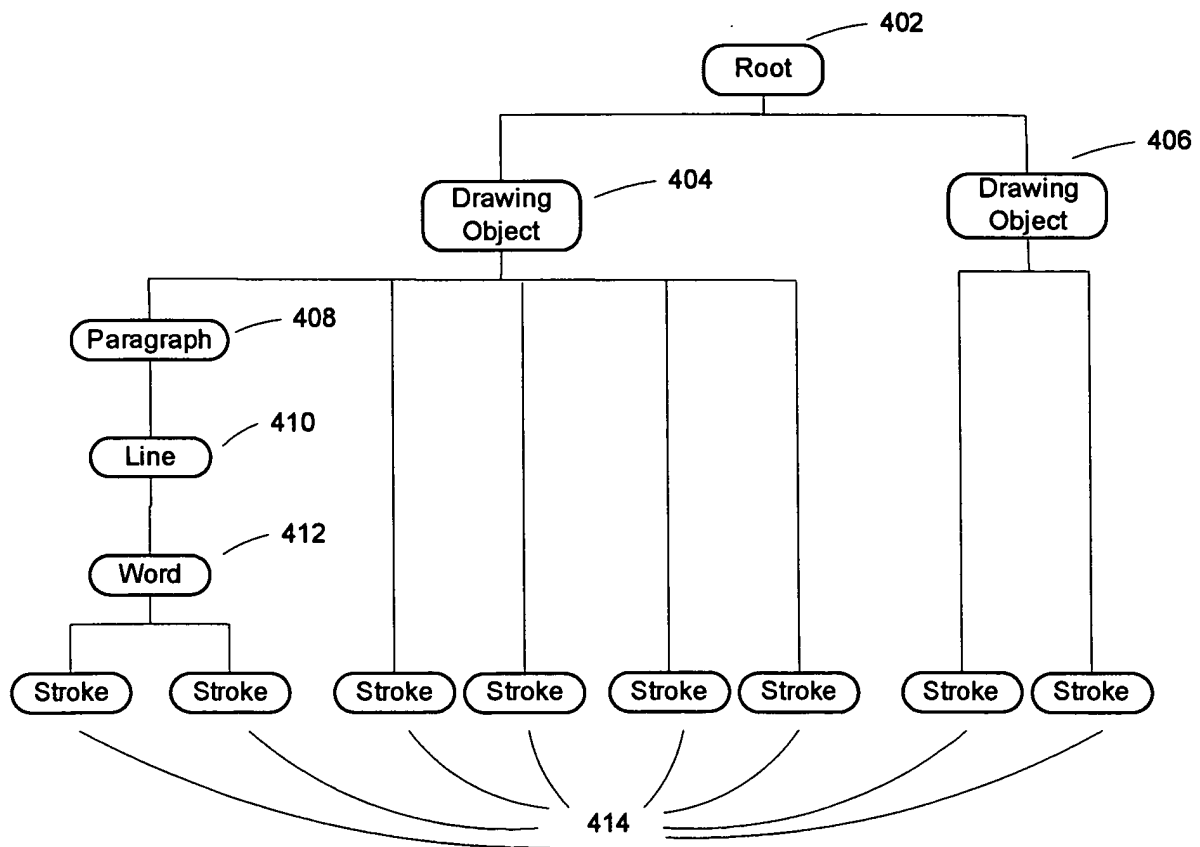 402
Root
406
Drawing
Object
404
Drawing
Object
408
Paragraph
410
Line
412
Word
Stroke Stroke Stroke Stroke Stroke Stroke Stroke Stroke
414